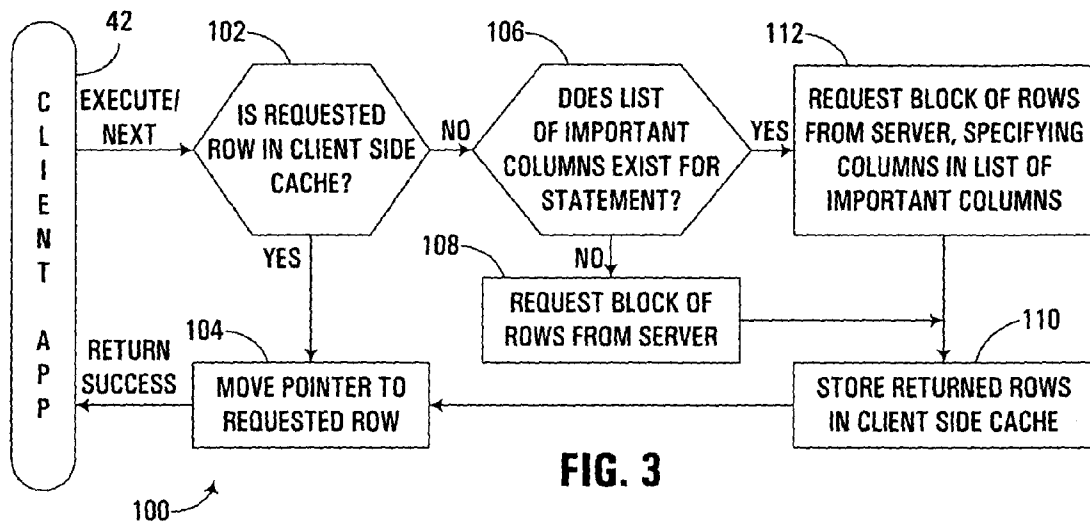 42
CLIENT APP
EXECUTE/
NEXT
102
IS REQUESTED
ROW IN CLIENT SIDE
CACHE?
NO
YES
106
DOES LIST
OF IMPORTANT
COLUMNS EXIST FOR
STATEMENT?
YES
NO
112
REQUEST BLOCK OF ROWS
FROM SERVER, SPECIFYING
COLUMNS IN LIST OF
IMPORTANT COLUMNS
108
REQUEST BLOCK OF
ROWS FROM SERVER
110
STORE RETURNED ROWS
IN CLIENT SIDE CACHE
104
MOVE POINTER TO
REQUESTED ROW
RETURN
SUCCESS
100
FIG. 3